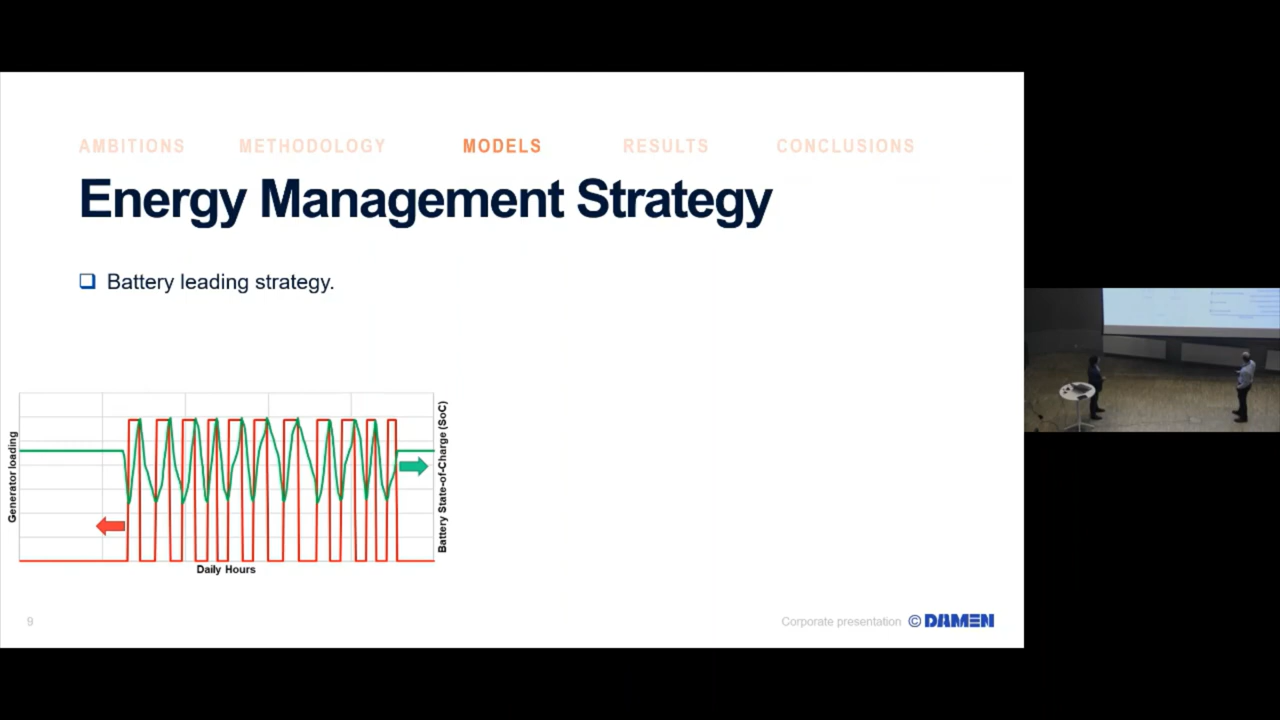 AMBITIONS METHODOLOGY MODELS RESULTS CONCLUSIONS
Energy Management Strategy
❑ Battery leading strategy.
Generator loading
Battery State-of-Charge (SoC)
Daily Hours
9
Corporate presentation © DAMEN